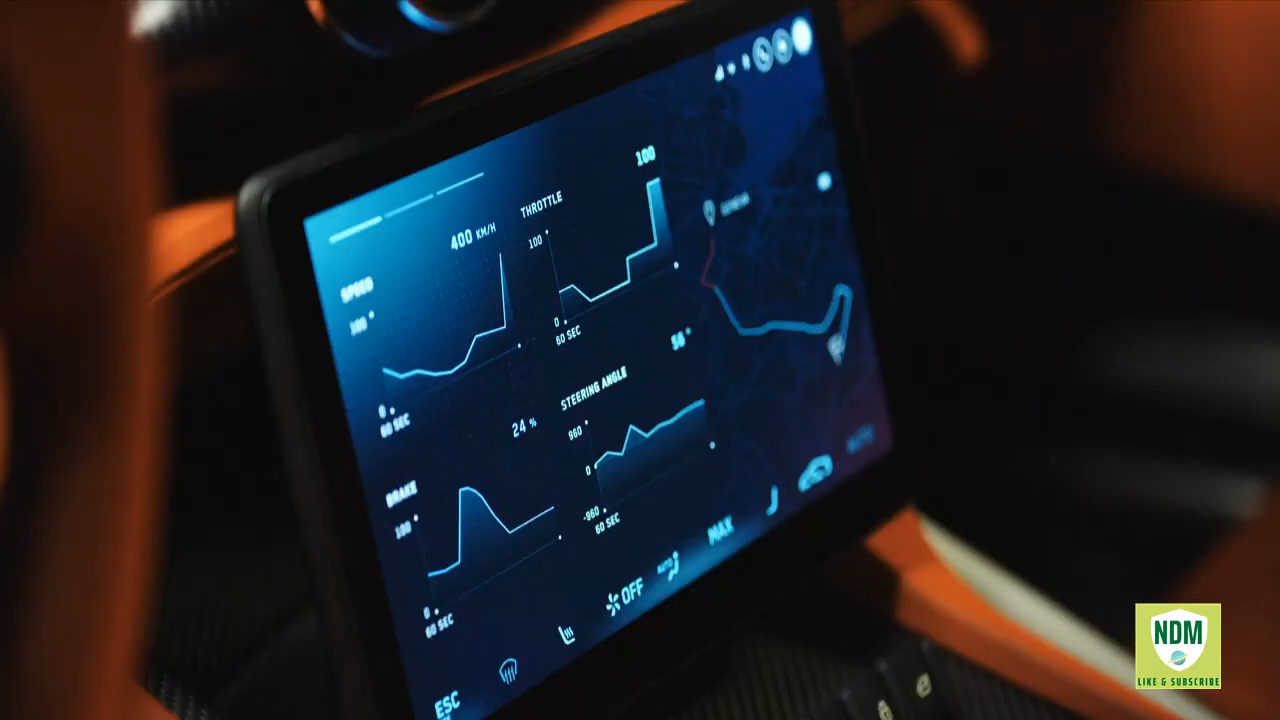 400 KM/H
SPEED
100
0
60 SEC
THROTTLE
100
100
0
60 SEC
24 %
BRAKE
100
0
60 SEC
STEERING ANGLE
960
0
-960
60 SEC
AUTO
OFF
MAX
ESC
NDM
LIKE & SUBSCRIBE